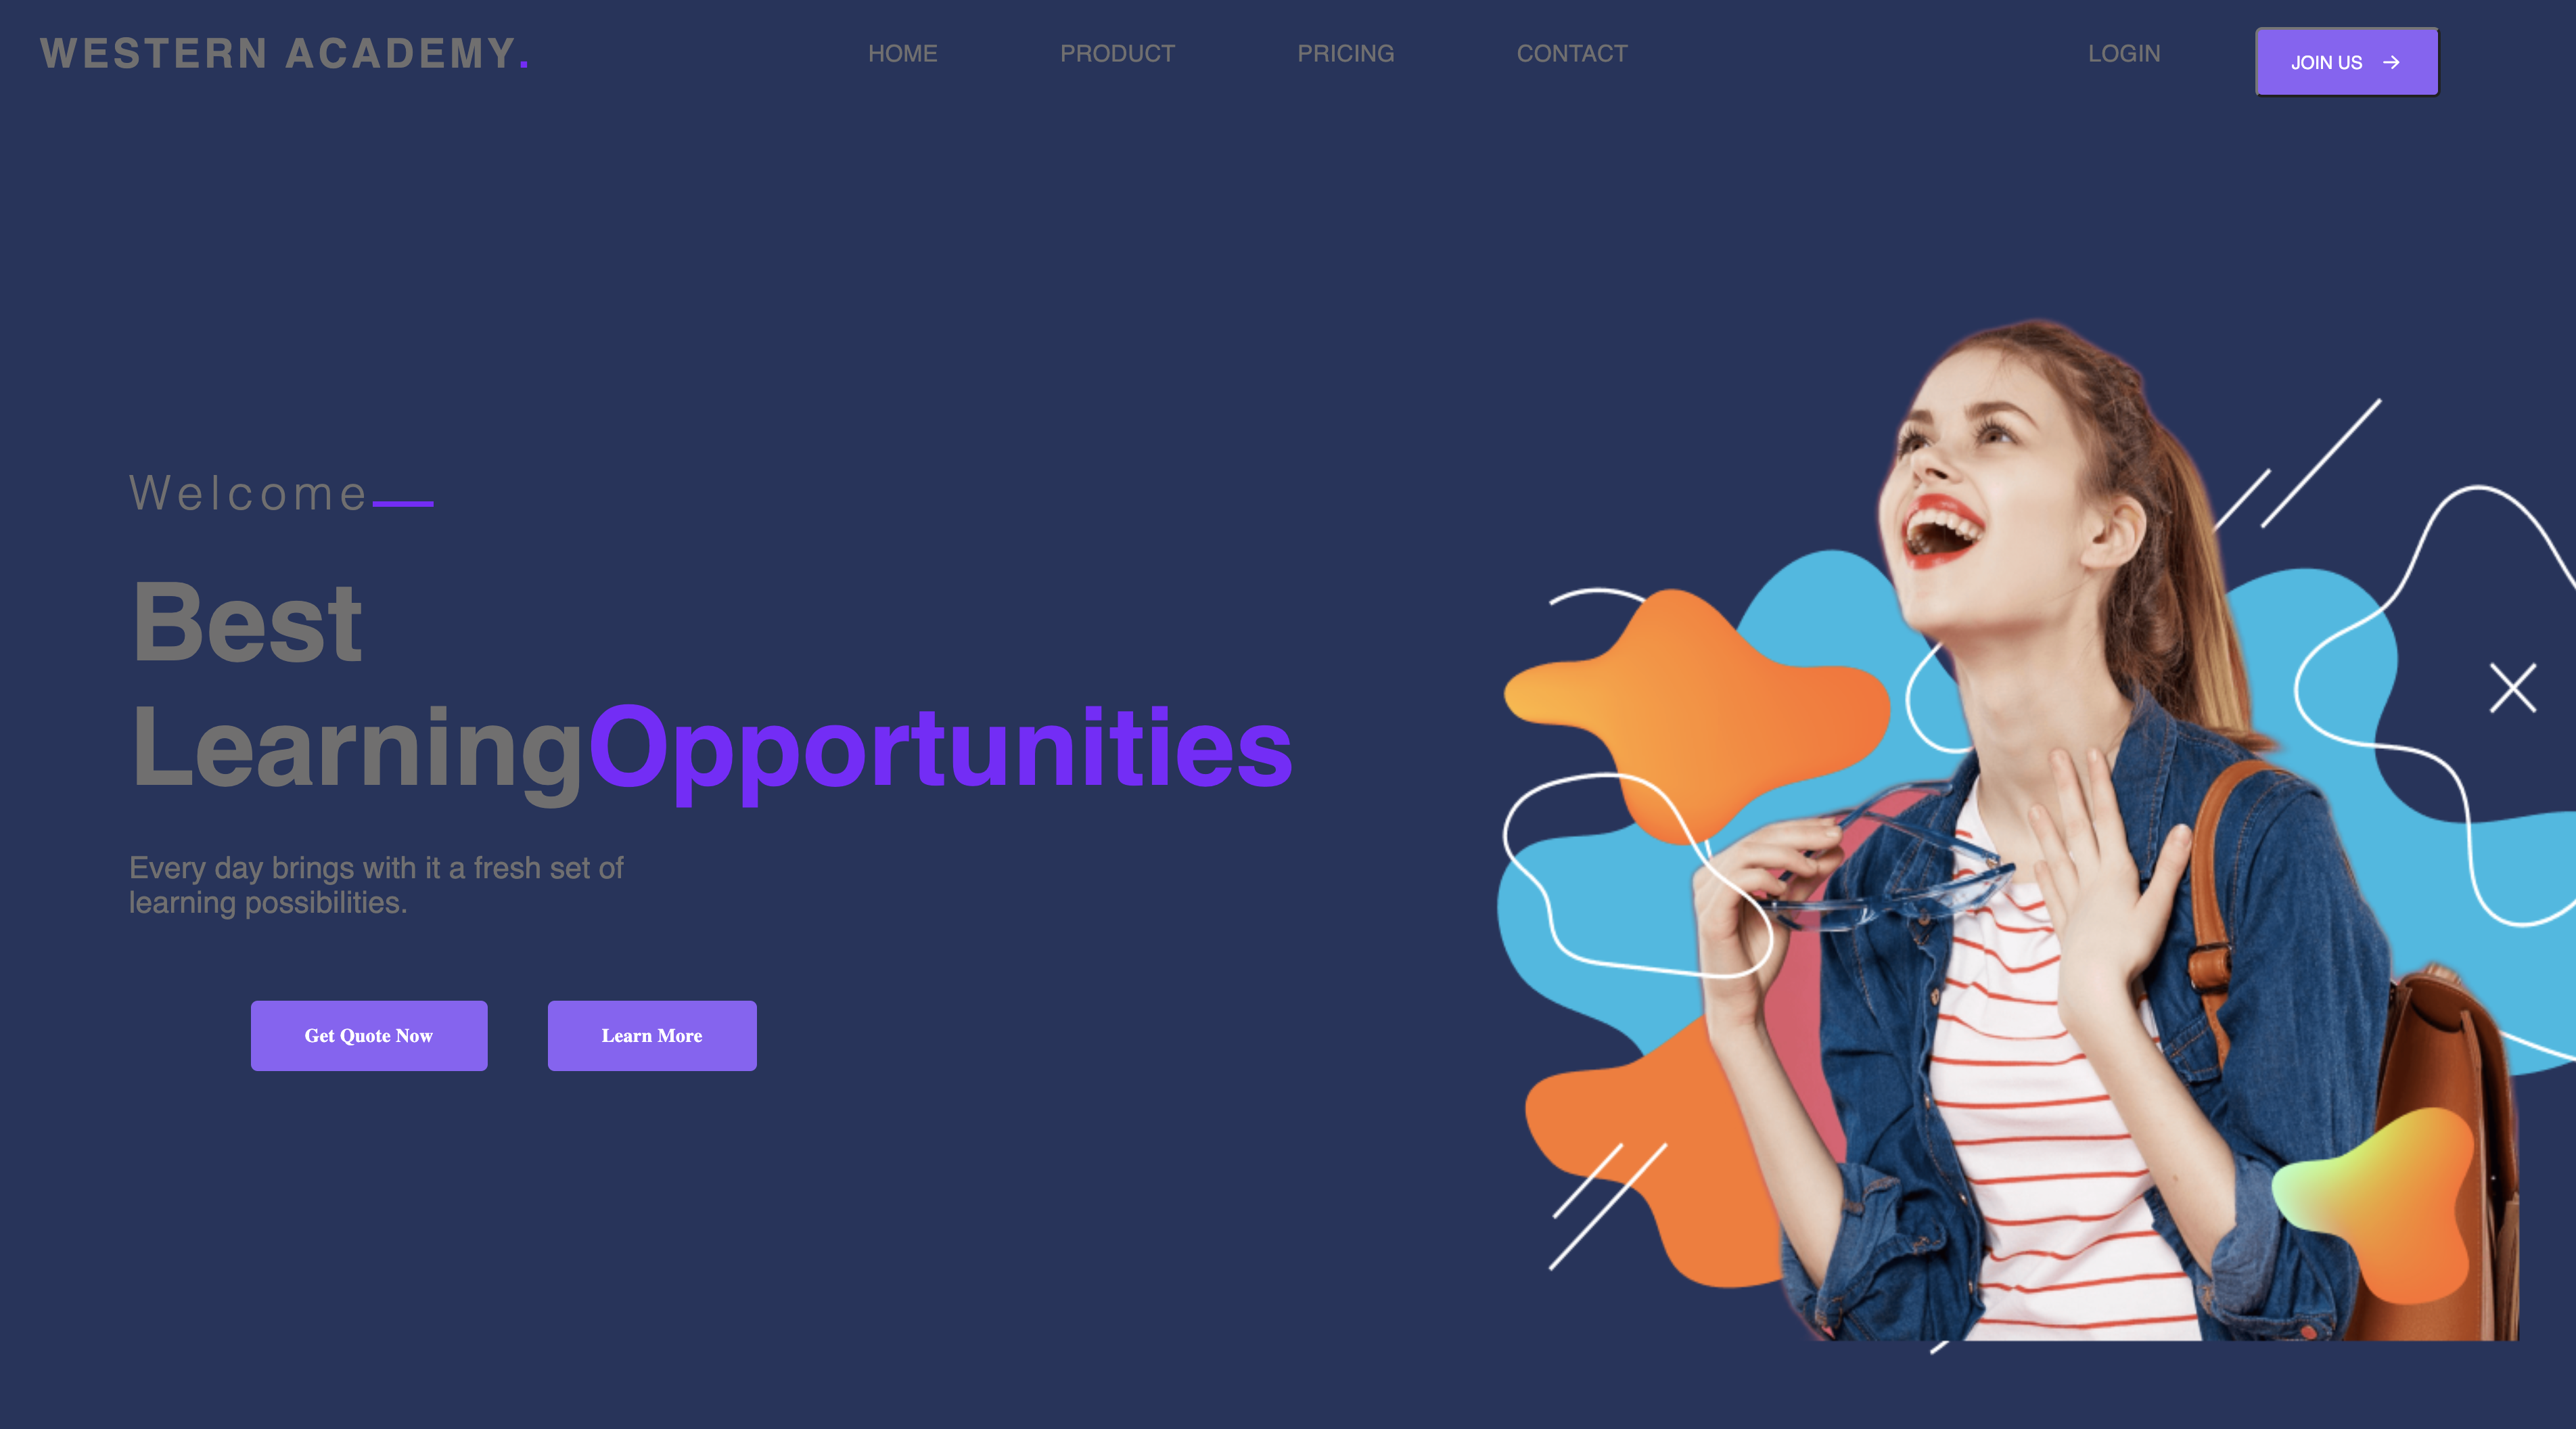 WESTERN ACADEMY.
HOME PRODUCT PRICING CONTACT LOGIN JOIN US →
Welcome
Best
LearningOpportunities
Every day brings with it a fresh set of
learning possibilities.
Get Quote Now Learn More